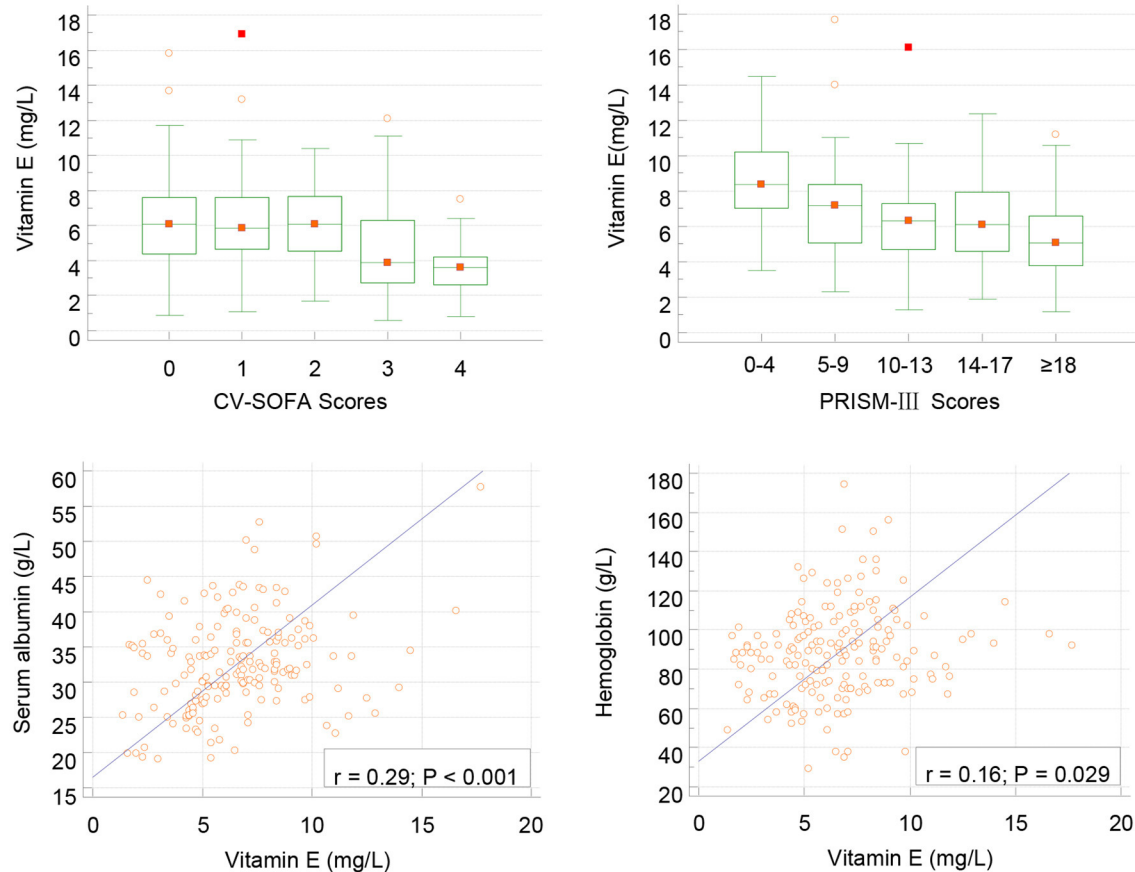 18
16
14
12
10
8
6
4
2
0
Vitamin E (mg/L)
0 1 2 3 4
CV-SOFA Scores
18
16
14
12
10
8
6
4
2
0
Vitamin E(mg/L)
0-4 5-9 10-13 14-17 ≥18
PRISM-III Scores
60
55
50
45
40
35
30
25
20
15
Serum albumin (g/L)
r = 0.29; P < 0.001
0 5 10 15 20
Vitamin E (mg/L)
180
160
140
120
100
80
60
40
20
Hemoglobin (g/L)
r = 0.16; P = 0.029
0 5 10 15 20
Vitamin E (mg/L)